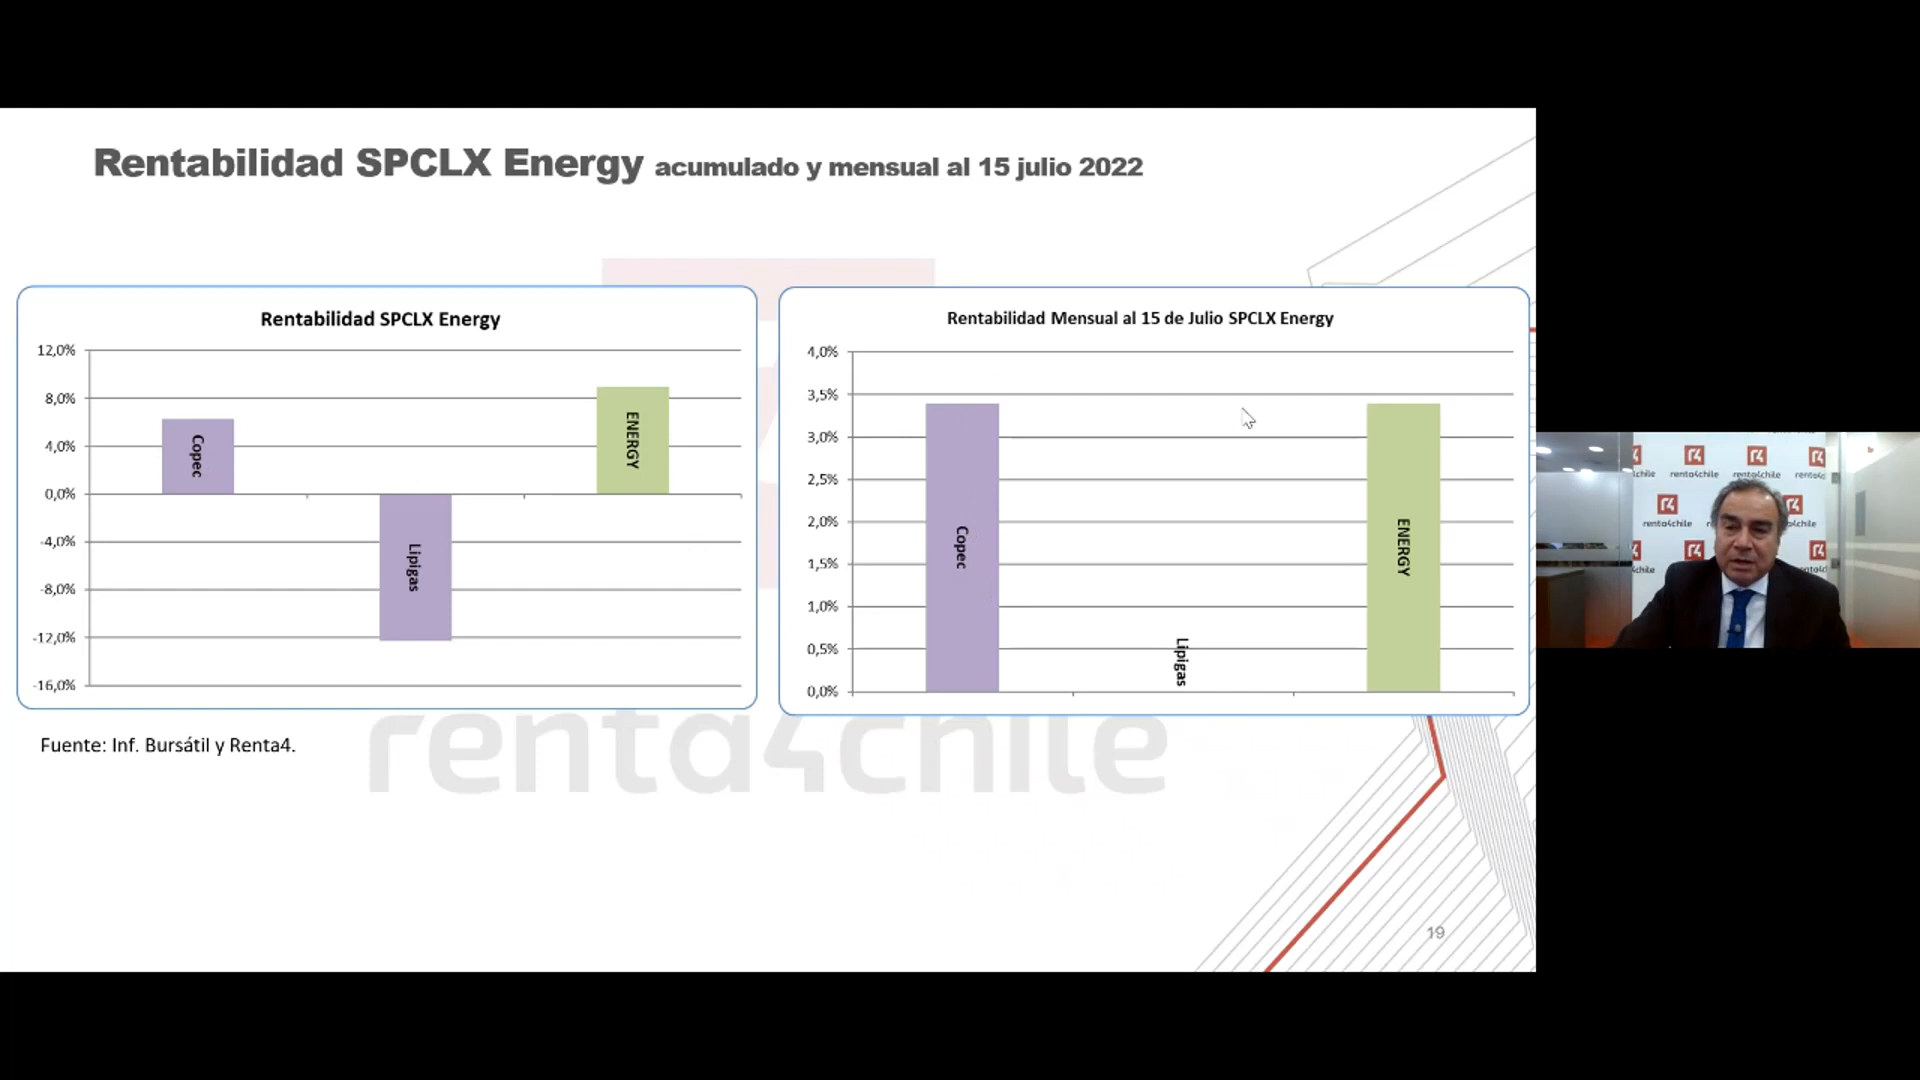 Rentabilidad SPCLX Energy acumulado y mensual al 15 julio 2022
Rentabilidad SPCLX Energy
12,0%
8,0%
4,0%
0,0%
-4,0%
-8,0%
-12,0%
-16,0%
Copec
Lipigas
ENERGY
Rentabilidad Mensual al 15 de Julio SPCLX Energy
4,0%
3,5%
3,0%
2,5%
2,0%
1,5%
1,0%
0,5%
0,0%
Copec
Lipigas
ENERGY
Fuente: Inf. Bursátil y Renta4.
renta4chile
19
renta4chile
renta4chile
renta4chile